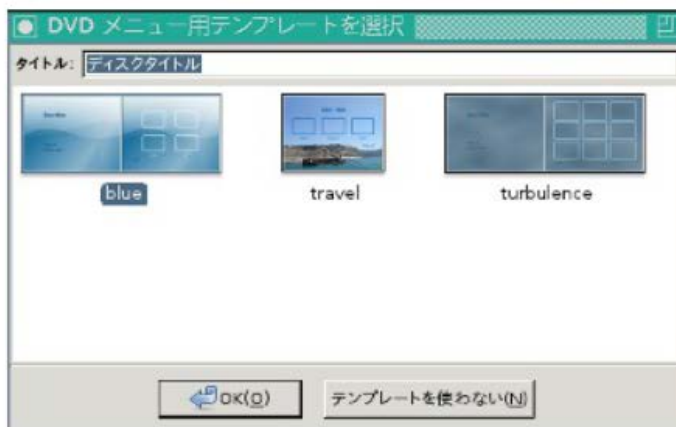 DVD メニュー用テンプレートを選択
タイトル: ディスクタイトル
blue
travel
turbulence
OK(O)
テンプレートを使わない(N)